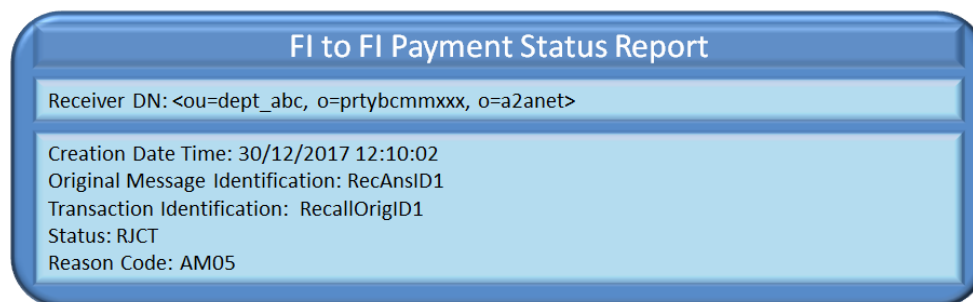 FI to FI Payment Status Report
Receiver DN: <ou=dept_abc, o=prtybcmmxxx, o=a2anet>
Creation Date Time: 30/12/2017 12:10:02
Original Message Identification: RecAnsID1
Transaction Identification:  RecallOrigID1
Status: RJCT
Reason Code: AM05